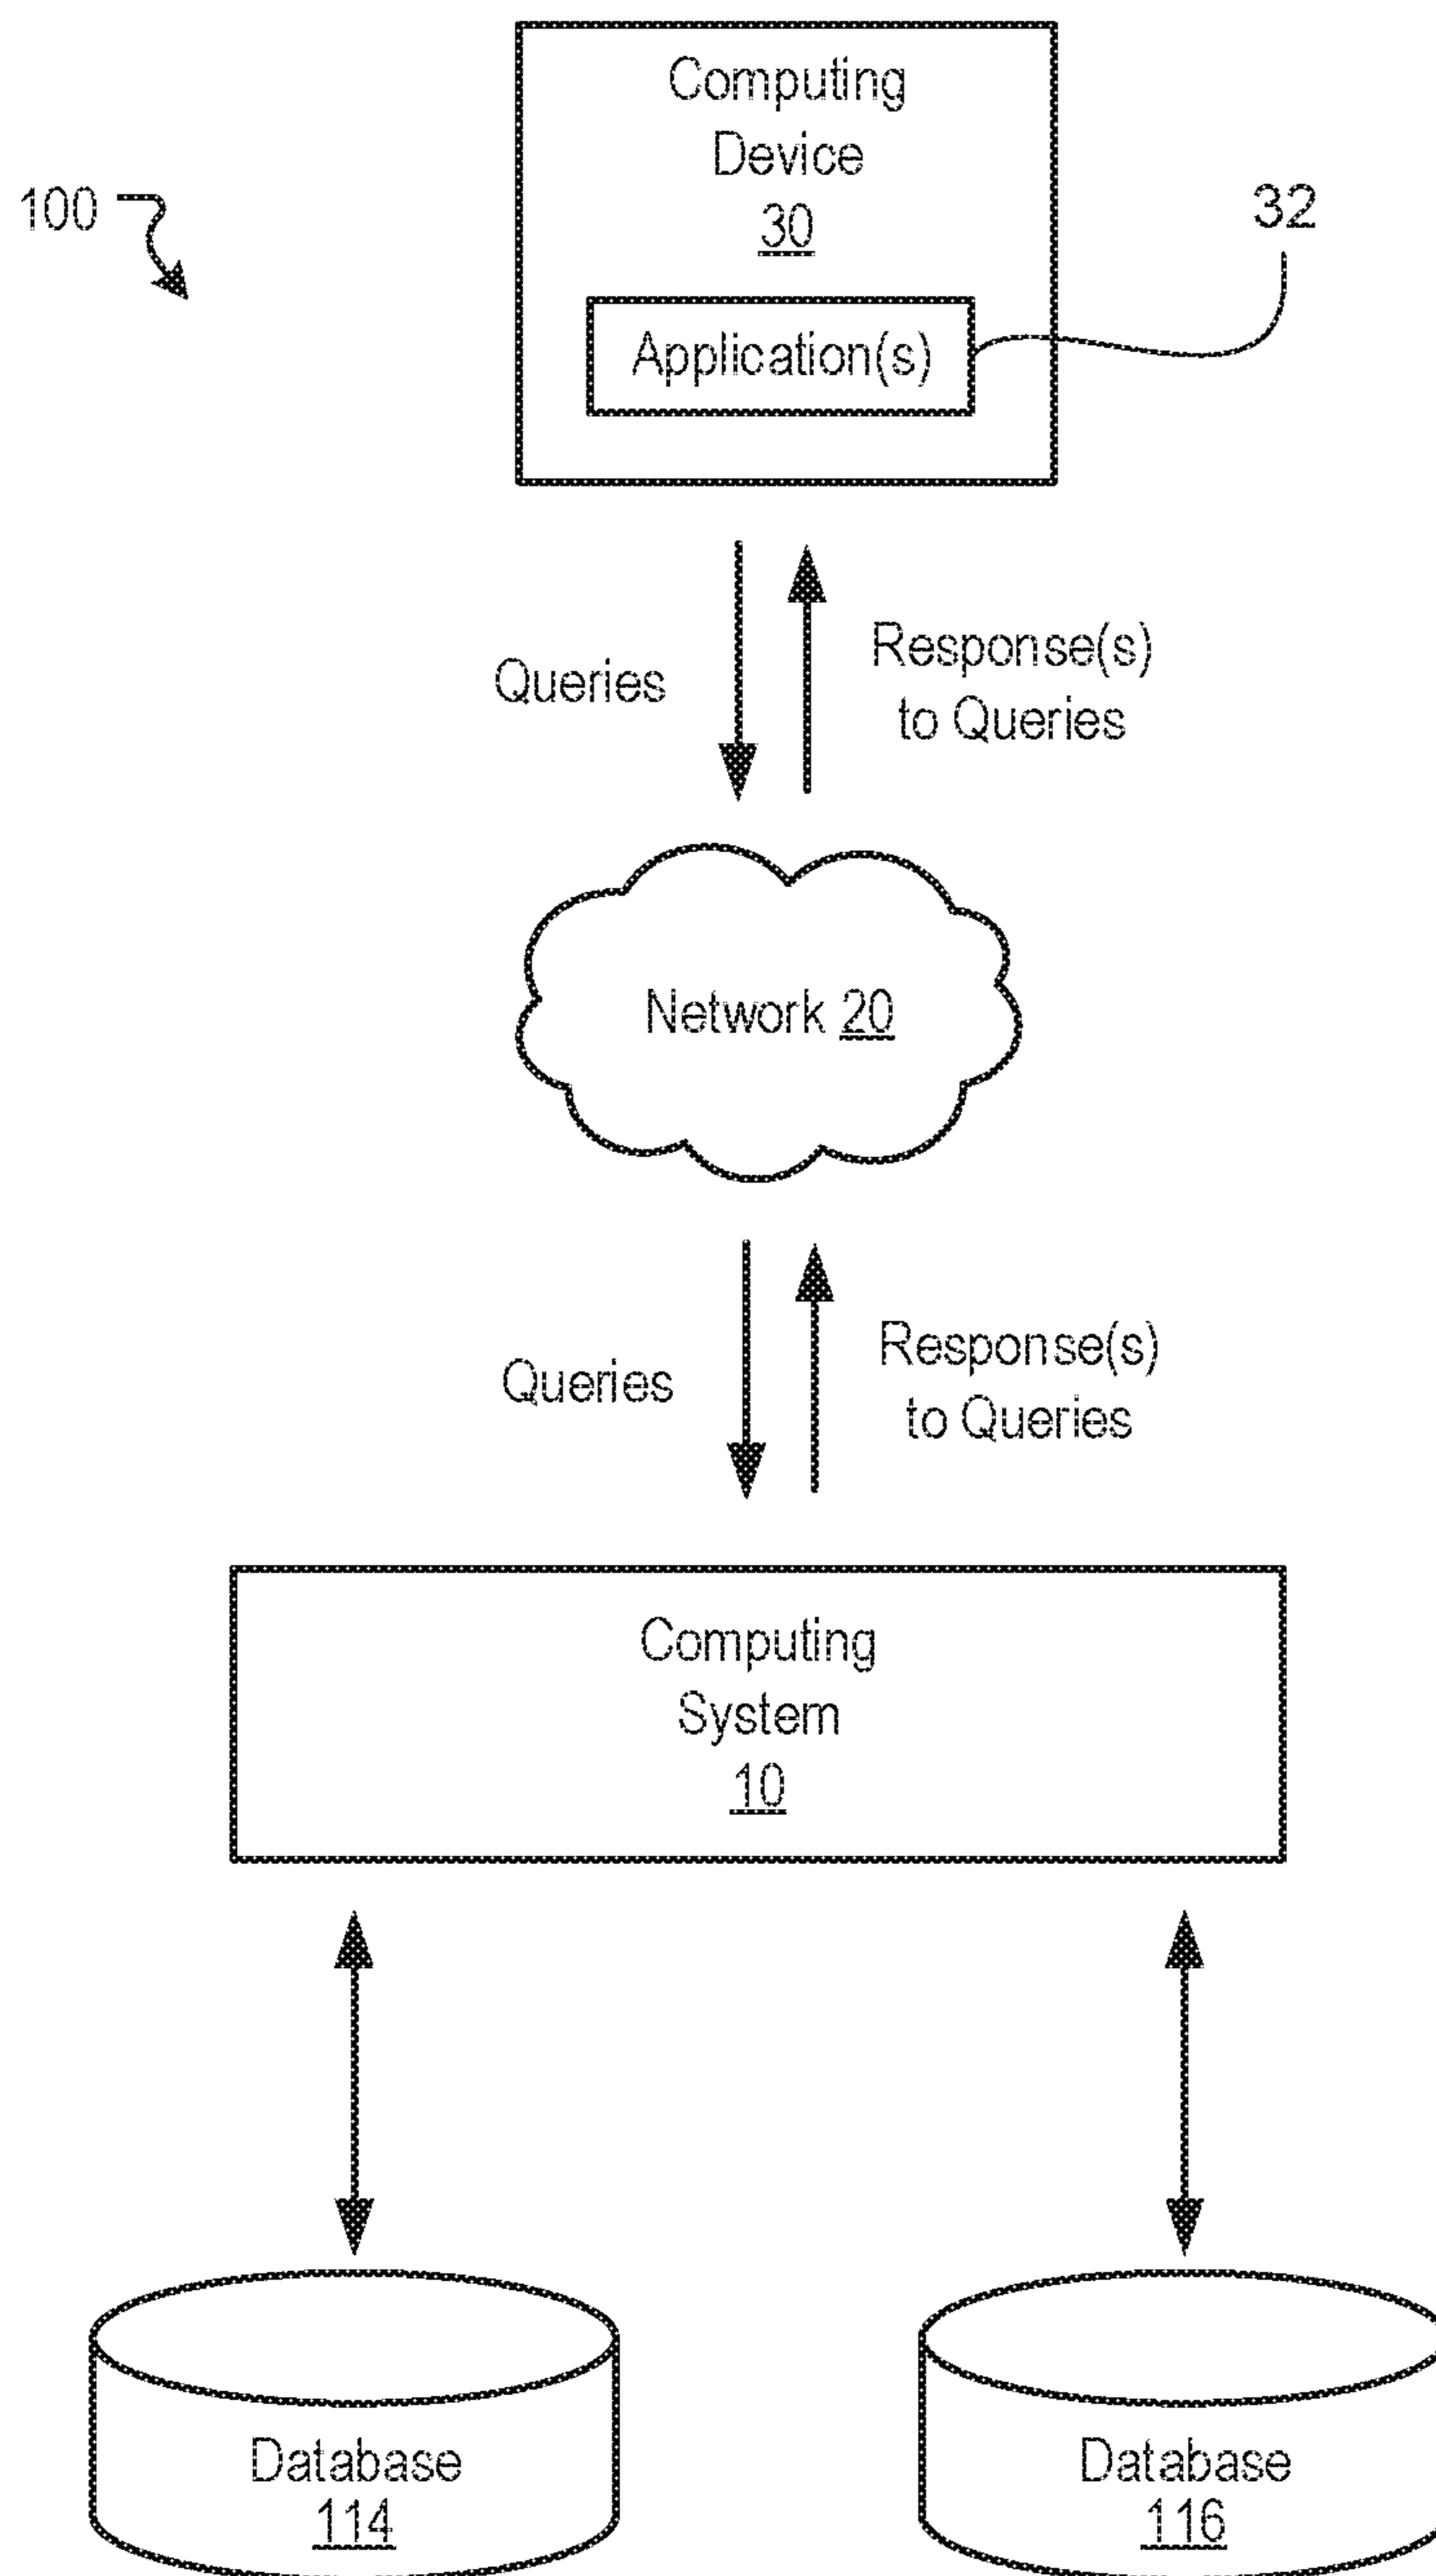 Computing
Device
30
100
32
Application(s)
Queries
Response(s)
to Queries
Network 20
Queries
Response(s)
to Queries
Computing
System
10
Database
114
Database
116